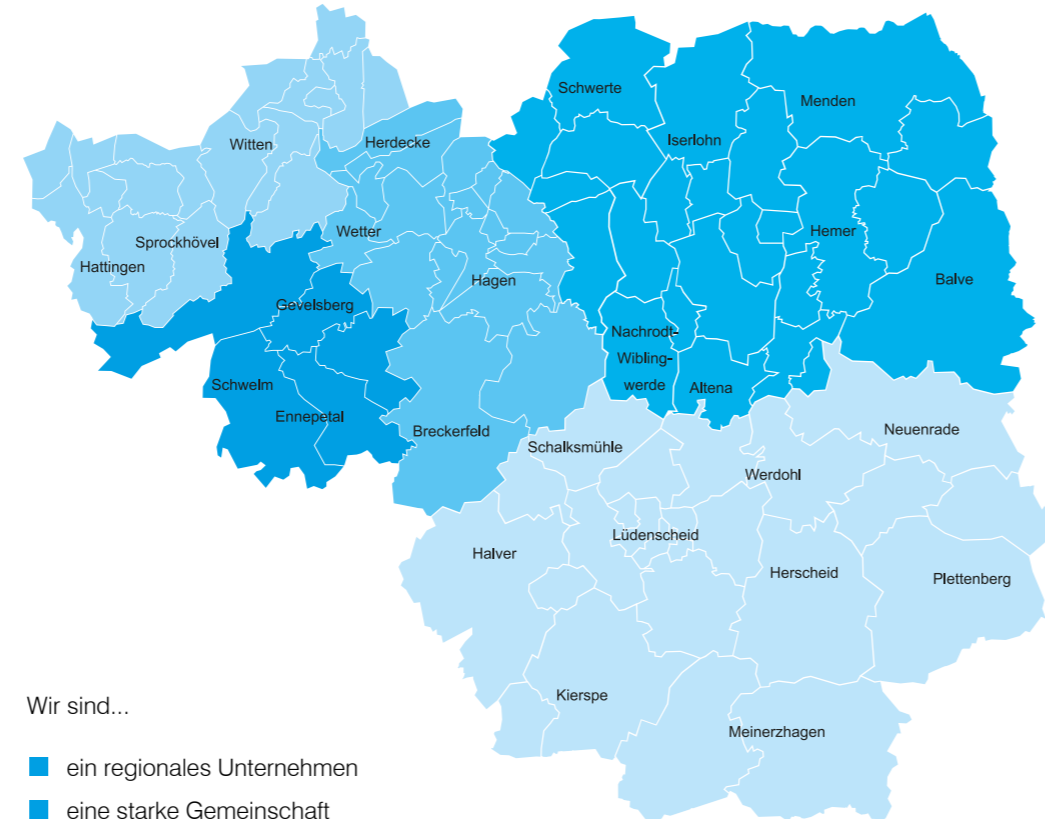 Schwerte
Menden
Iserlohn
Witten
Herdecke
Wetter
Sprockhövel
Hattingen
Hemer
Hagen
Balve
Gevelsberg
Nachrodt-
Wibling-
werde
Schwelm
Altena
Ennepetal
Breckerfeld
Neuenrade
Schalksmühle
Werdohl
Lüdenscheid
Halver
Herscheid
Plettenberg
Kierspe
Meinerzhagen
Wir sind...
ein regionales Unternehmen
eine starke Gemeinschaft